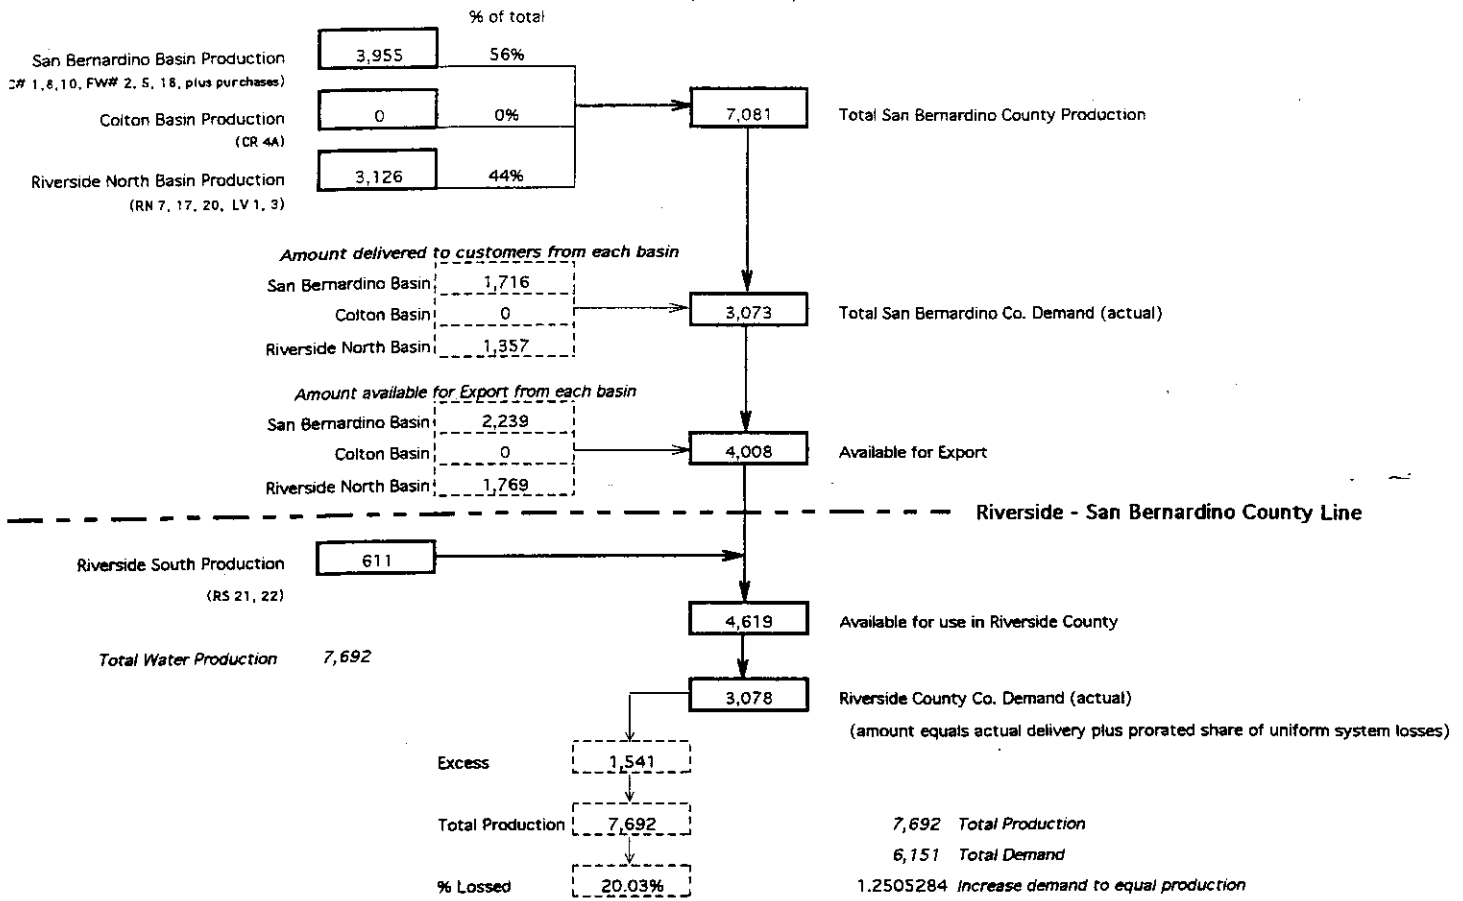 % of total
San Bernardino Basin Production 3,955 56%
# 1,8,10, FW# 2, 5, 18, plus purchases)
Colton Basin Production 0 0% 7,081 Total San Bernardino County Production
(CR 4A)
Riverside North Basin Production 3,126 44%
(RN 7, 17, 20, LV 1, 3)
Amount delivered to customers from each basin
San Bernardino Basin 1,716
Colton Basin 0 3,073 Total San Bernardino Co. Demand (actual)
Riverside North Basin 1,357
Amount available for Export from each basin
San Bernardino Basin 2,239
Colton Basin 0 4,008 Available for Export
Riverside North Basin 1,769
Riverside - San Bernardino County Line
Riverside South Production 611
(RS 21, 22)
4,619 Available for use in Riverside County
Total Water Production 7,692
3,078 Riverside County Co. Demand (actual)
(amount equals actual delivery plus prorated share of uniform system losses)
Excess 1,541
Total Production 7,692 7,692 Total Production
6,151 Total Demand
% Lossed 20.03% 1.2505284 Increase demand to equal production